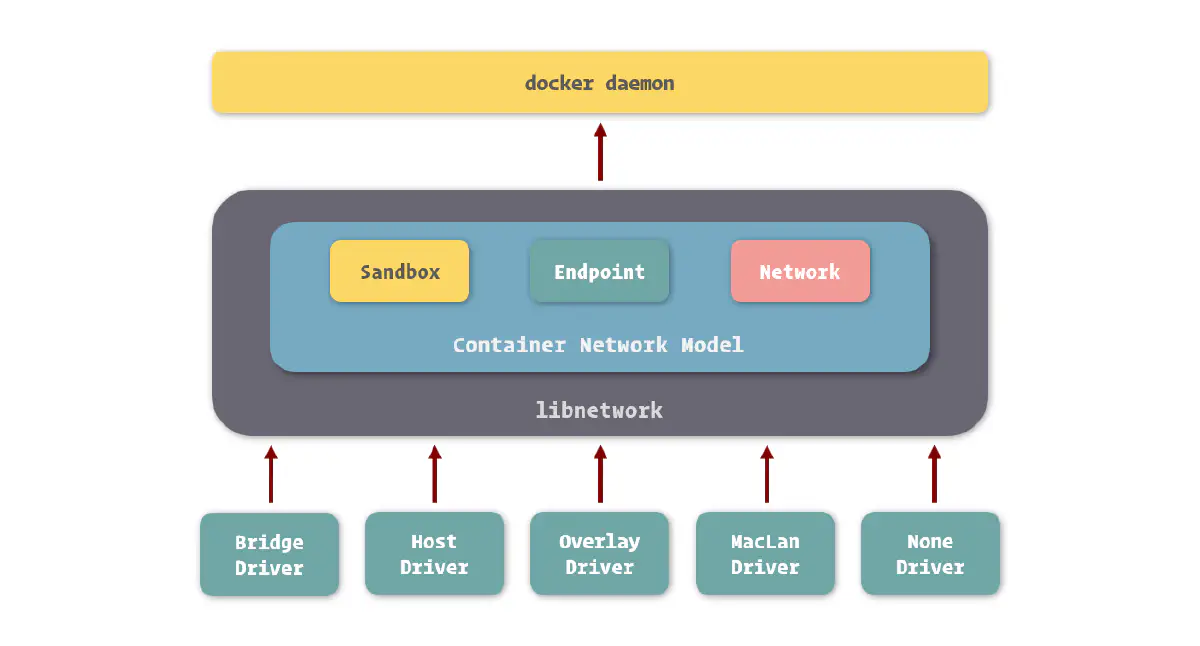 docker daemon
Sandbox
Endpoint
Network
Container Network Model
libnetwork
Bridge
Driver
Host
Driver
Overlay
Driver
MacLan
Driver
None
Driver